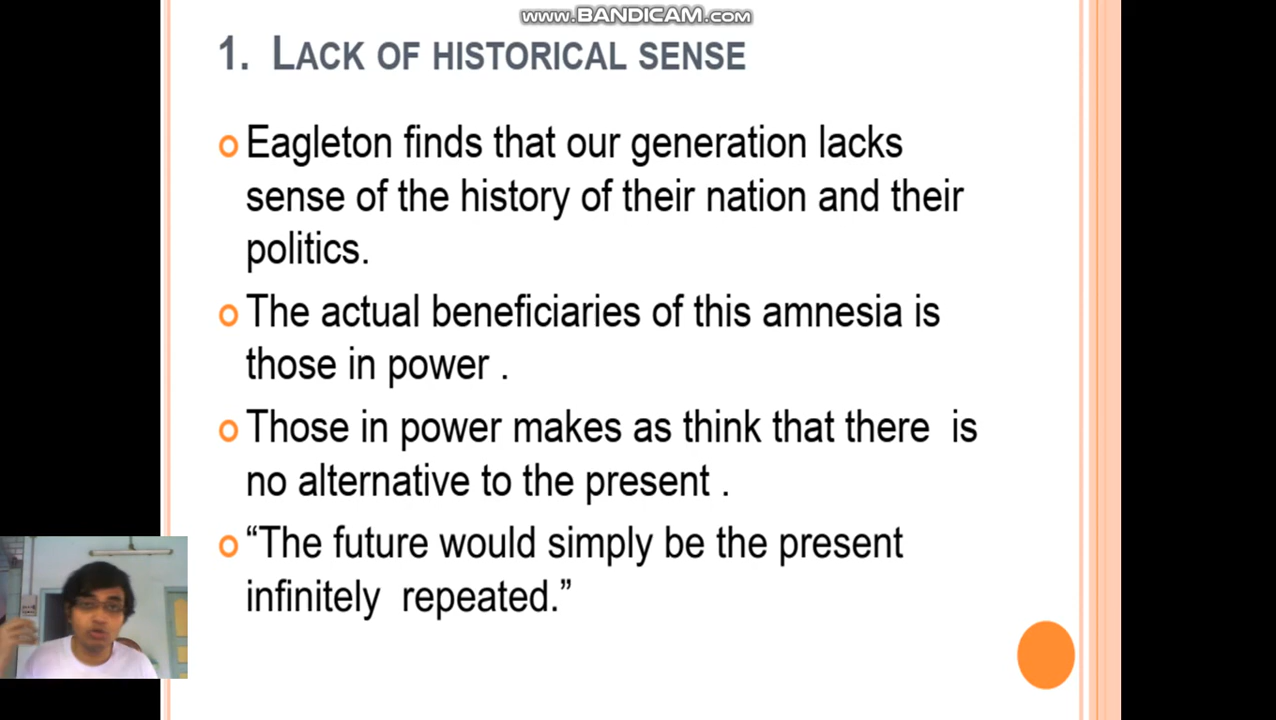 www.BANDICAM.com
1. LACK OF HISTORICAL SENSE
Eagleton finds that our generation lacks
sense of the history of their nation and their
politics.
The actual beneficiaries of this amnesia is
those in power .
Those in power makes as think that there is
no alternative to the present .
“The future would simply be the present
infinitely repeated.”